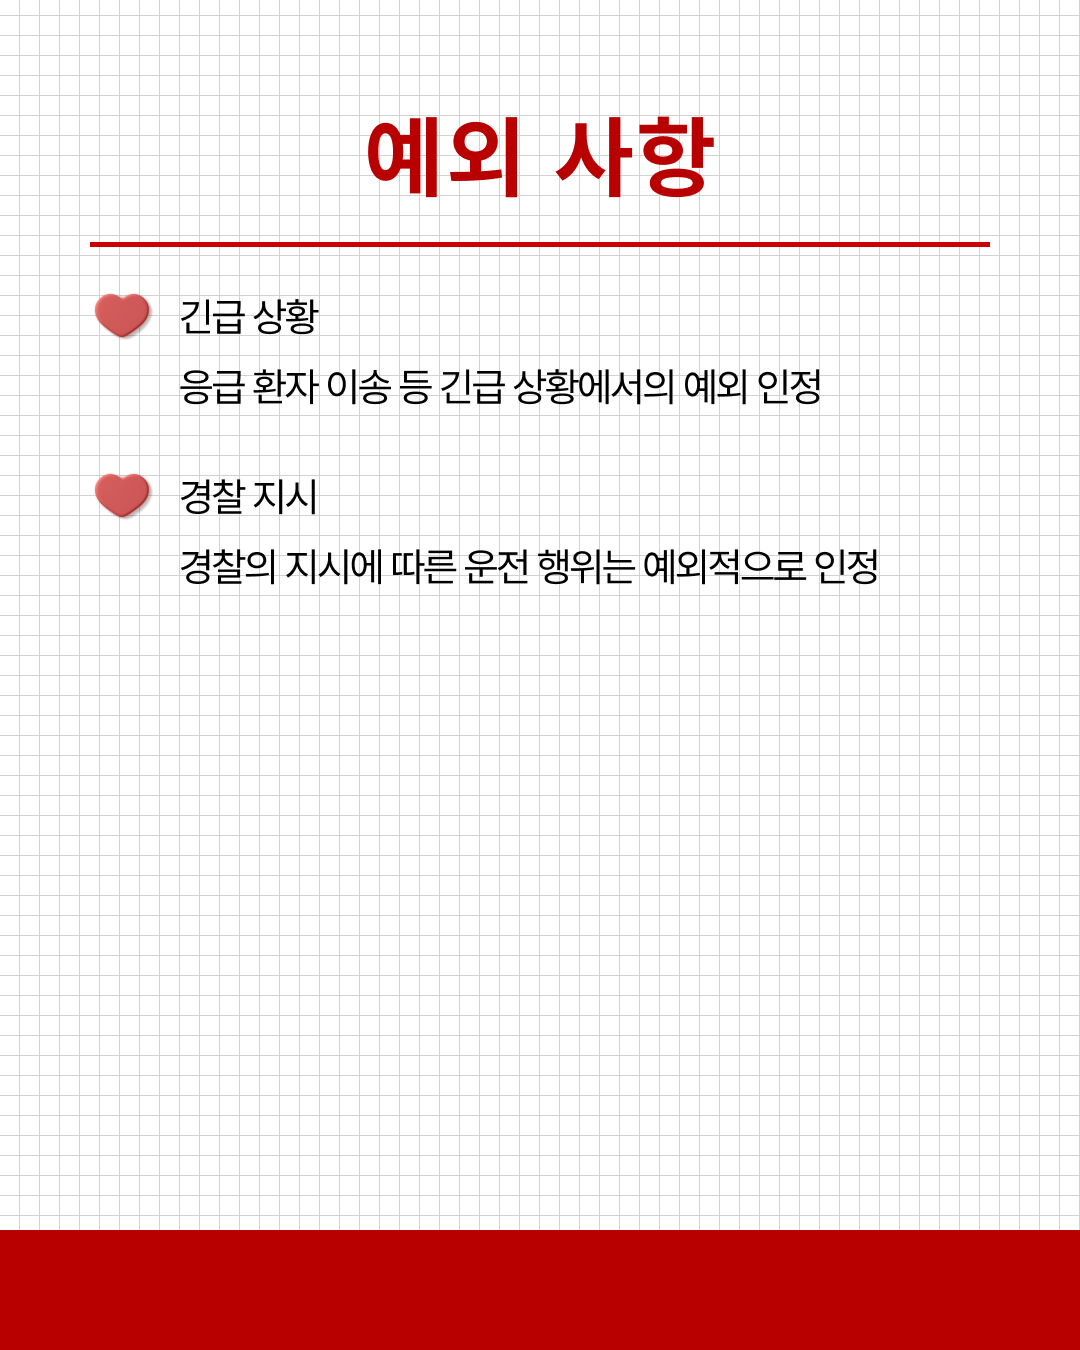 예외 사항
긴급 상황
응급 환자 이송 등 긴급 상황에서의 예외 인정
경찰 지시
경찰의 지시에 따른 운전 행위는 예외적으로 인정